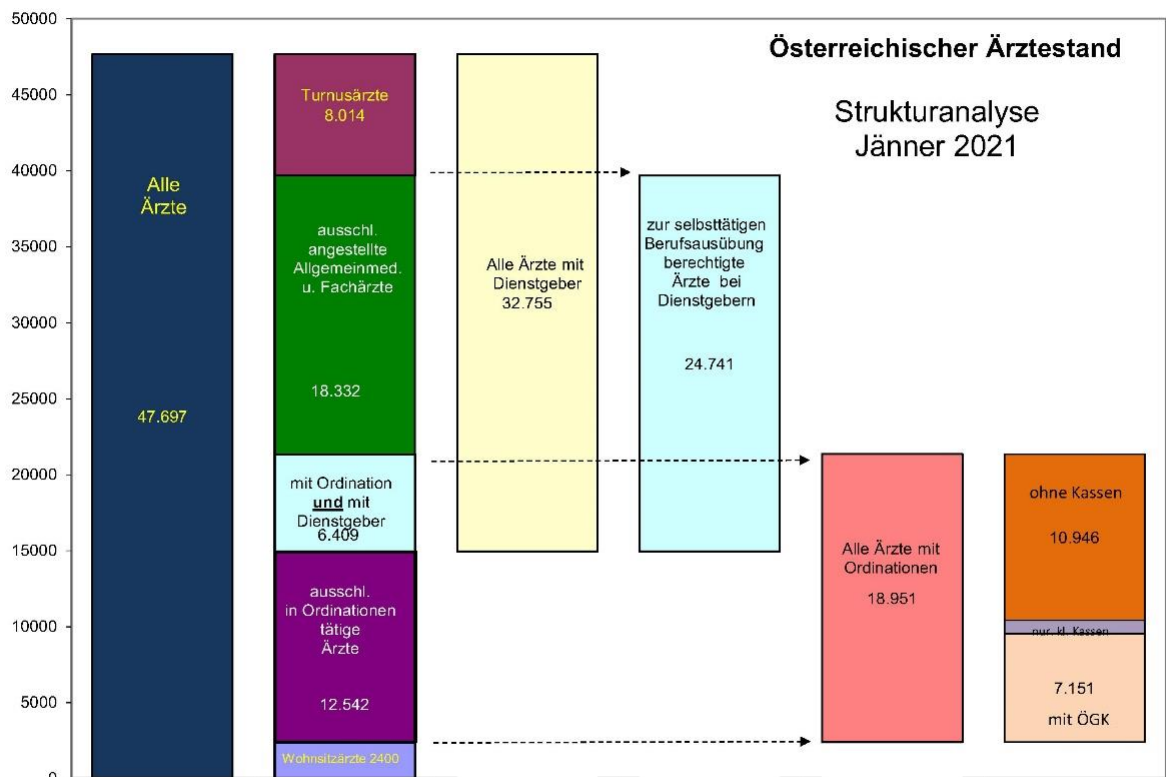 Österreichischer Ärztestand
Strukturanalyse
Jänner 2021
50000
45000
40000
35000
30000
25000
20000
15000
10000
5000
0
Alle
Ärzte
47.697
Turnusärzte
8.014
ausschl.
angestellte
Allgemeinmed.
u. Fachärzte
18.332
mit Ordination
und mit
Dienstgeber
6.409
ausschl.
in Ordinationen
tätige
Ärzte
12.542
Wohnsitzärzte 2400
Alle Ärzte mit
Dienstgeber
32.755
zur selbsttätigen
Berufsausübung
berechtigte
Ärzte bei
Dienstgebern
24.741
Alle Ärzte mit
Ordinationen
18.951
ohne Kassen
10.946
nur. kl. Kassen
7.151
mit ÖGK